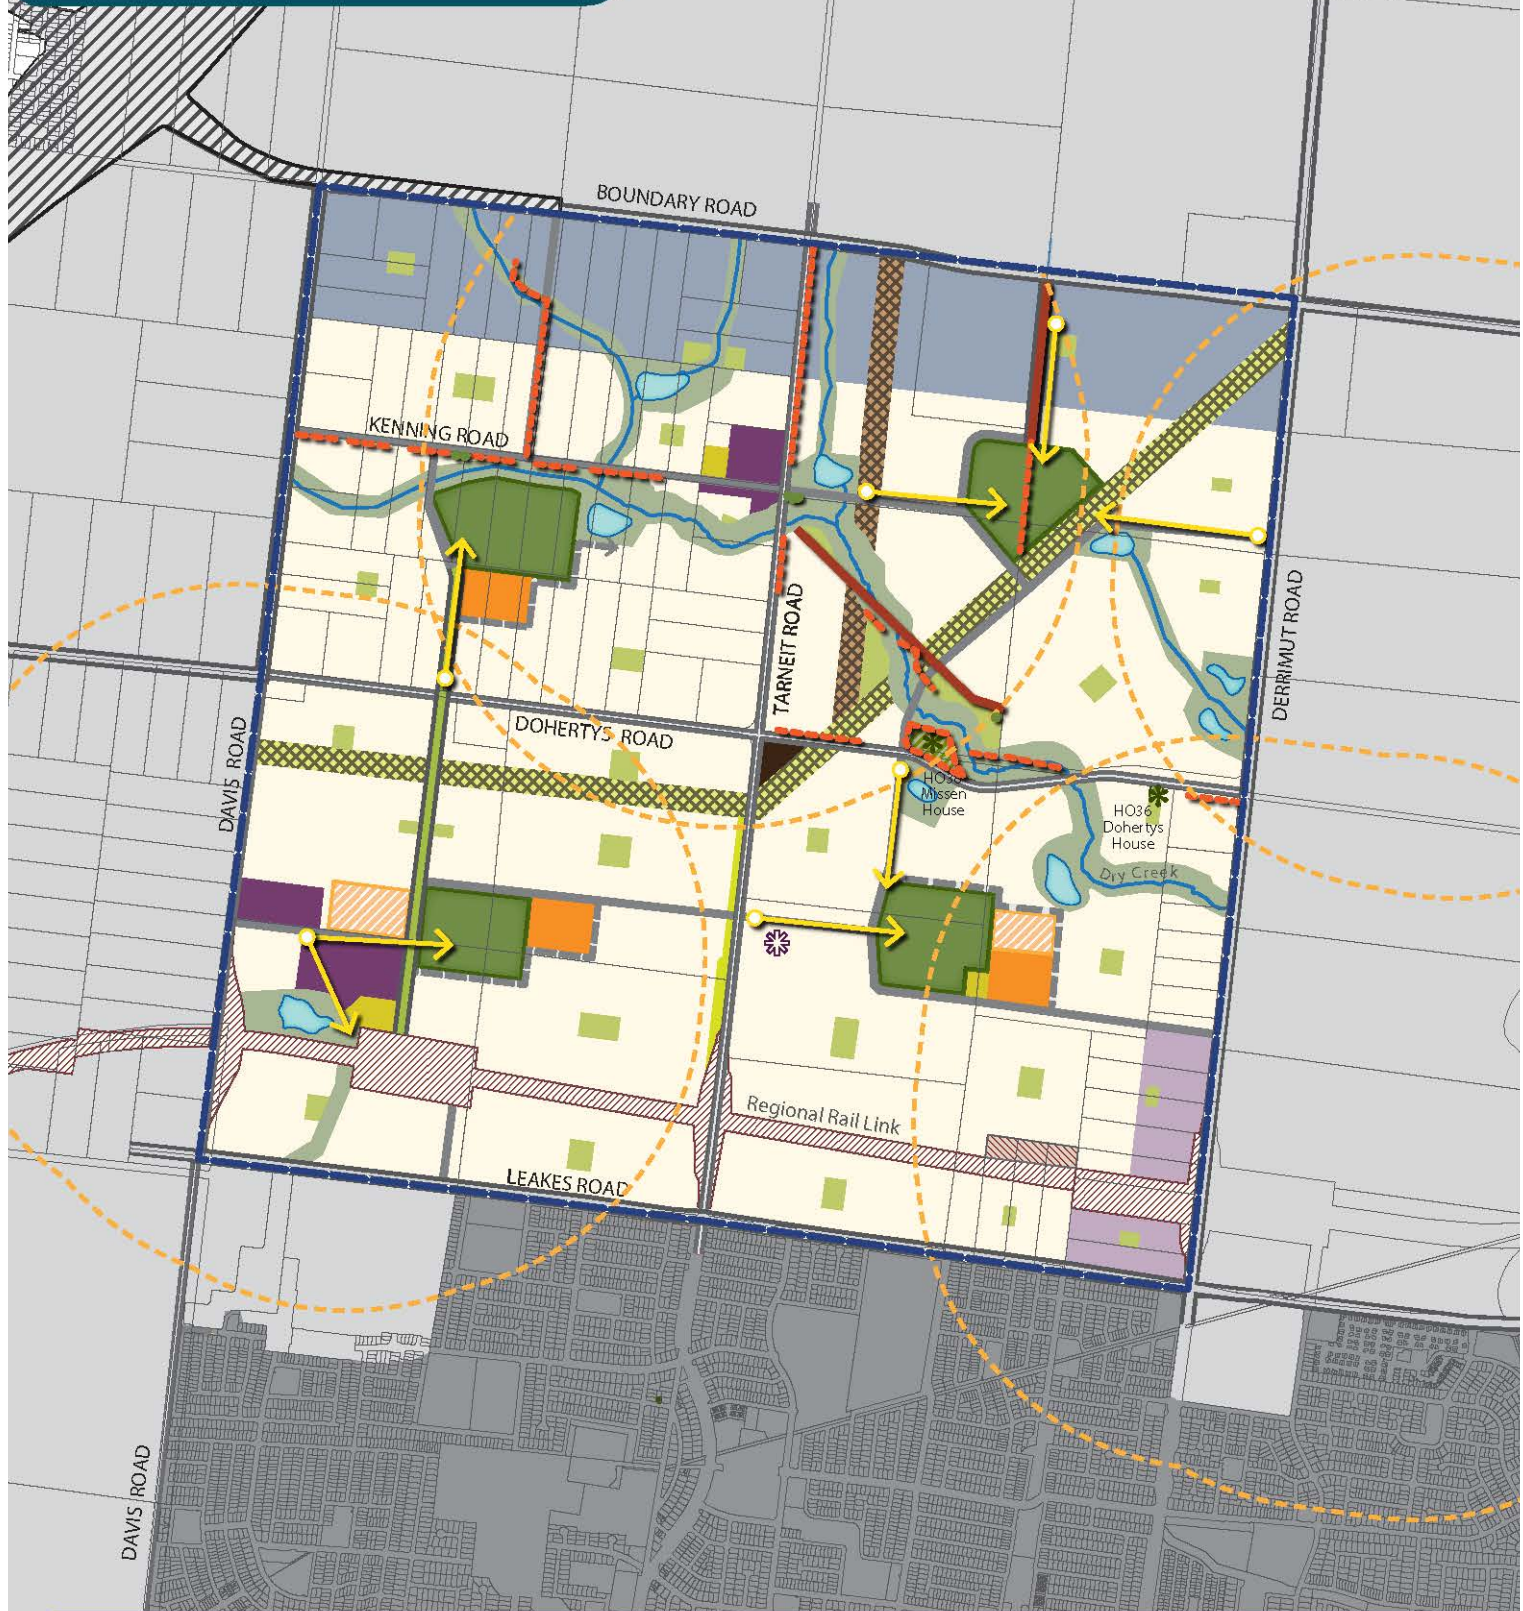 BOUNDARY ROAD
KENNING ROAD
TARNEIT ROAD
DERRIMUT ROAD
DOHERTYS ROAD
DAVIS ROAD
HO38
Missen
House
HO36
Dohertys
House
Dry Creek
Regional Rail Link
LEAKES ROAD
DAVIS ROAD